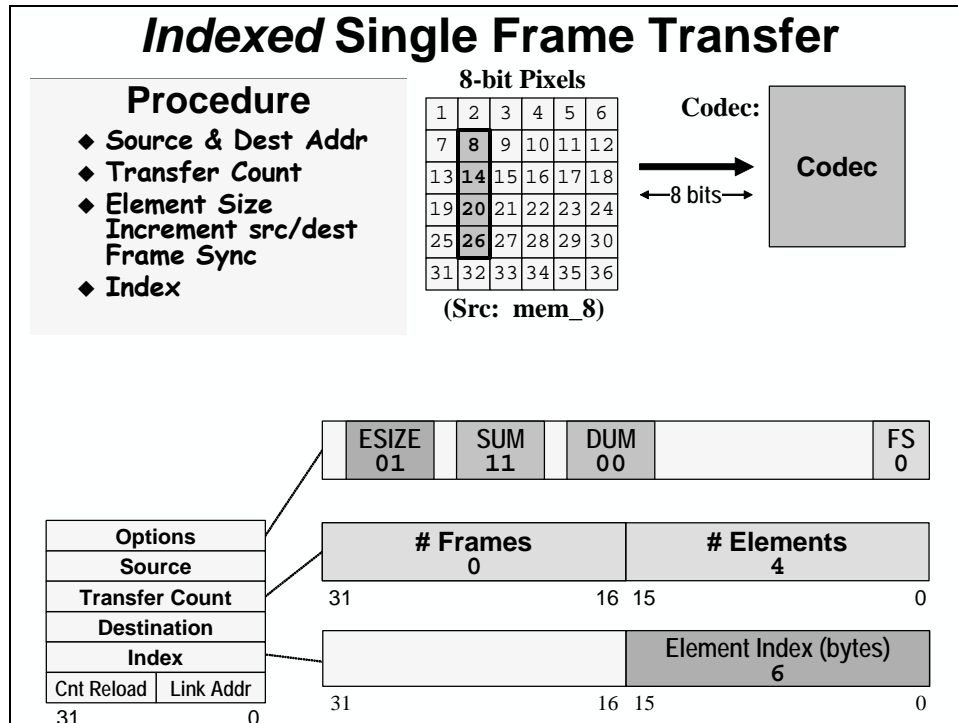 Indexed Single Frame Transfer
Procedure
◆ Source & Dest Addr
◆ Transfer Count
◆ Element Size
Increment src/dest
Frame Sync
◆ Index
8-bit Pixels
1 2 3 4 5 6
7 8 9 10 11 12
13 14 15 16 17 18
19 20 21 22 23 24
25 26 27 28 29 30
31 32 33 34 35 36
(Src: mem_8)
Codec:
8 bits
Codec
ESIZE SUM DUM FS
01 11 00 0
Options
Source
Transfer Count
Destination
Index
Cnt Reload Link Addr
31 0
# Frames # Elements
0 4
31 16 15 0
Element Index (bytes)
6
31 16 15 0